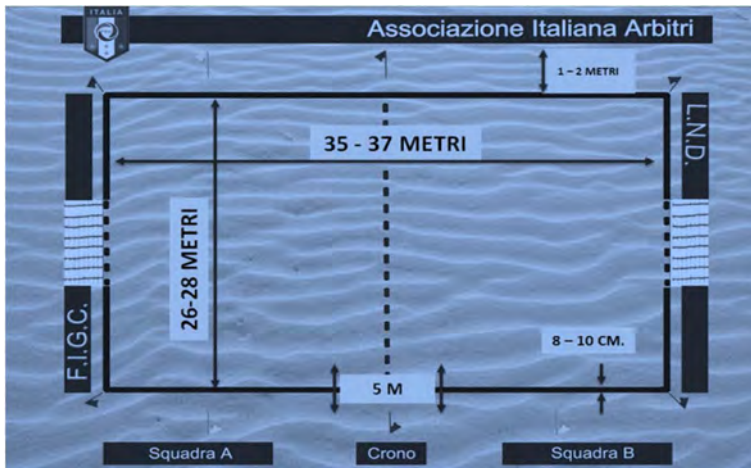 ITALIA
Associazione Italiana Arbitri
1 – 2 METRI
35 - 37 METRI
L.N.D.
26-28 METRI
F.I.G.C.
8 – 10 CM.
5 M
Squadra A
Crono
Squadra B